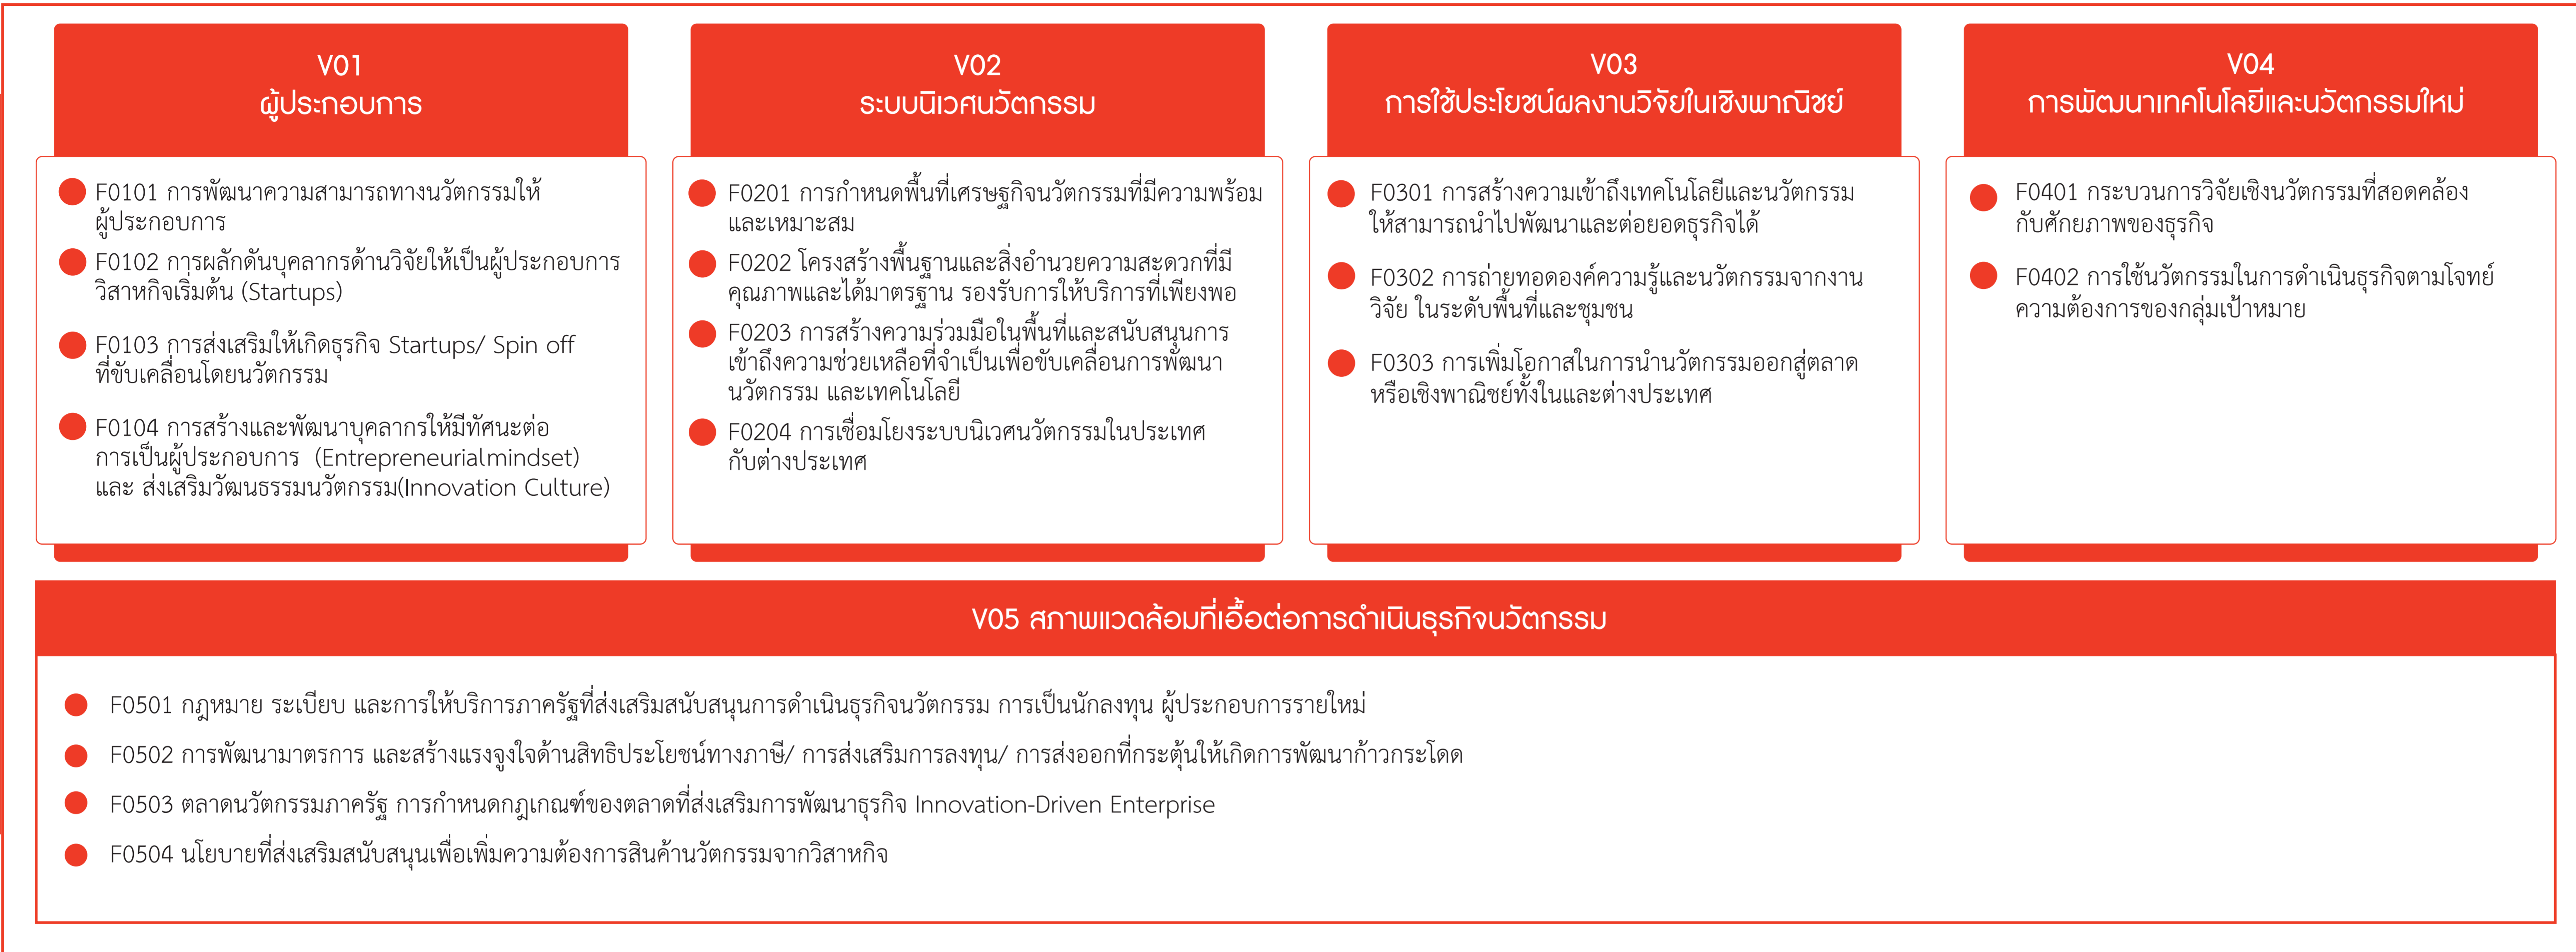 V01
ผู้ประกอบการ
F0101 การพัฒนาความสามารถทางนวัตกรรมให้
ผู้ประกอบการ
F0102 การผลักดันบุคลากรด้านวิจัยให้เป็นผู้ประกอบการ
วิสาหกิจเริ่มต้น (Startups)
F0103 การส่งเสริมให้เกิดธุรกิจ Startups/ Spin off
ที่ขับเคลื่อนโดยนวัตกรรม
F0104 การสร้างและพัฒนาบุคลากรให้มีทัศนะต่อ
การเป็นผู้ประกอบการ (Entrepreneurialmindset)
และ ส่งเสริมวัฒนธรรมนวัตกรรม(Innovation Culture)
V02
ระบบนิเวศนวัตกรรม
F0201 การกำหนดพื้นที่เศรษฐกิจนวัตกรรมที่มีความพร้อม
และเหมาะสม
F0202 โครงสร้างพื้นฐานและสิ่งอำนวยความสะดวกที่มี
คุณภาพและได้มาตรฐาน รองรับการให้บริการที่เพียงพอ
F0203 การสร้างความร่วมมือในพื้นที่และสนับสนุนการ
เข้าถึงความช่วยเหลือที่จำเป็นเพื่อขับเคลื่อนการพัฒนา
นวัตกรรม และเทคโนโลยี
F0204 การเชื่อมโยงระบบนิเวศนวัตกรรมในประเทศ
กับต่างประเทศ
V03
การใช้ประโยชน์ผลงานวิจัยในเชิงพาณิชย์
F0301 การสร้างความเข้าถึงเทคโนโลยีและนวัตกรรม
ให้สามารถนำไปพัฒนาและต่อยอดธุรกิจได้
F0302 การถ่ายทอดองค์ความรู้และนวัตกรรมจากงาน
วิจัย ในระดับพื้นที่และชุมชน
F0303 การเพิ่มโอกาสในการนำนวัตกรรมออกสู่ตลาด
หรือเชิงพาณิชย์ทั้งในและต่างประเทศ
V04
การพัฒนาเทคโนโลยีและนวัตกรรมใหม่
F0401 กระบวนการวิจัยเชิงนวัตกรรมที่สอดคล้อง
กับศักยภาพของธุรกิจ
F0402 การใช้นวัตกรรมในการดำเนินธุรกิจตามโจทย์
ความต้องการของกลุ่มเป้าหมาย
V05 สภาพแวดล้อมที่เอื้อต่อการดำเนินธุรกิจนวัตกรรม
F0501 กฎหมาย ระเบียบ และการให้บริการภาครัฐที่ส่งเสริมสนับสนุนการดำเนินธุรกิจนวัตกรรม การเป็นนักลงทุน ผู้ประกอบการรายใหม่
F0502 การพัฒนามาตรการ และสร้างแรงจูงใจด้านสิทธิประโยชน์ทางภาษี/ การส่งเสริมการลงทุน/ การส่งออกที่กระตุ้นให้เกิดการพัฒนาก้าวกระโดด
F0503 ตลาดนวัตกรรมภาครัฐ การกำหนดกฎเกณฑ์ของตลาดที่ส่งเสริมการพัฒนาธุรกิจ Innovation-Driven Enterprise
F0504 นโยบายที่ส่งเสริมสนับสนุนเพื่อเพิ่มความต้องการสินค้านวัตกรรมจากวิสาหกิจ